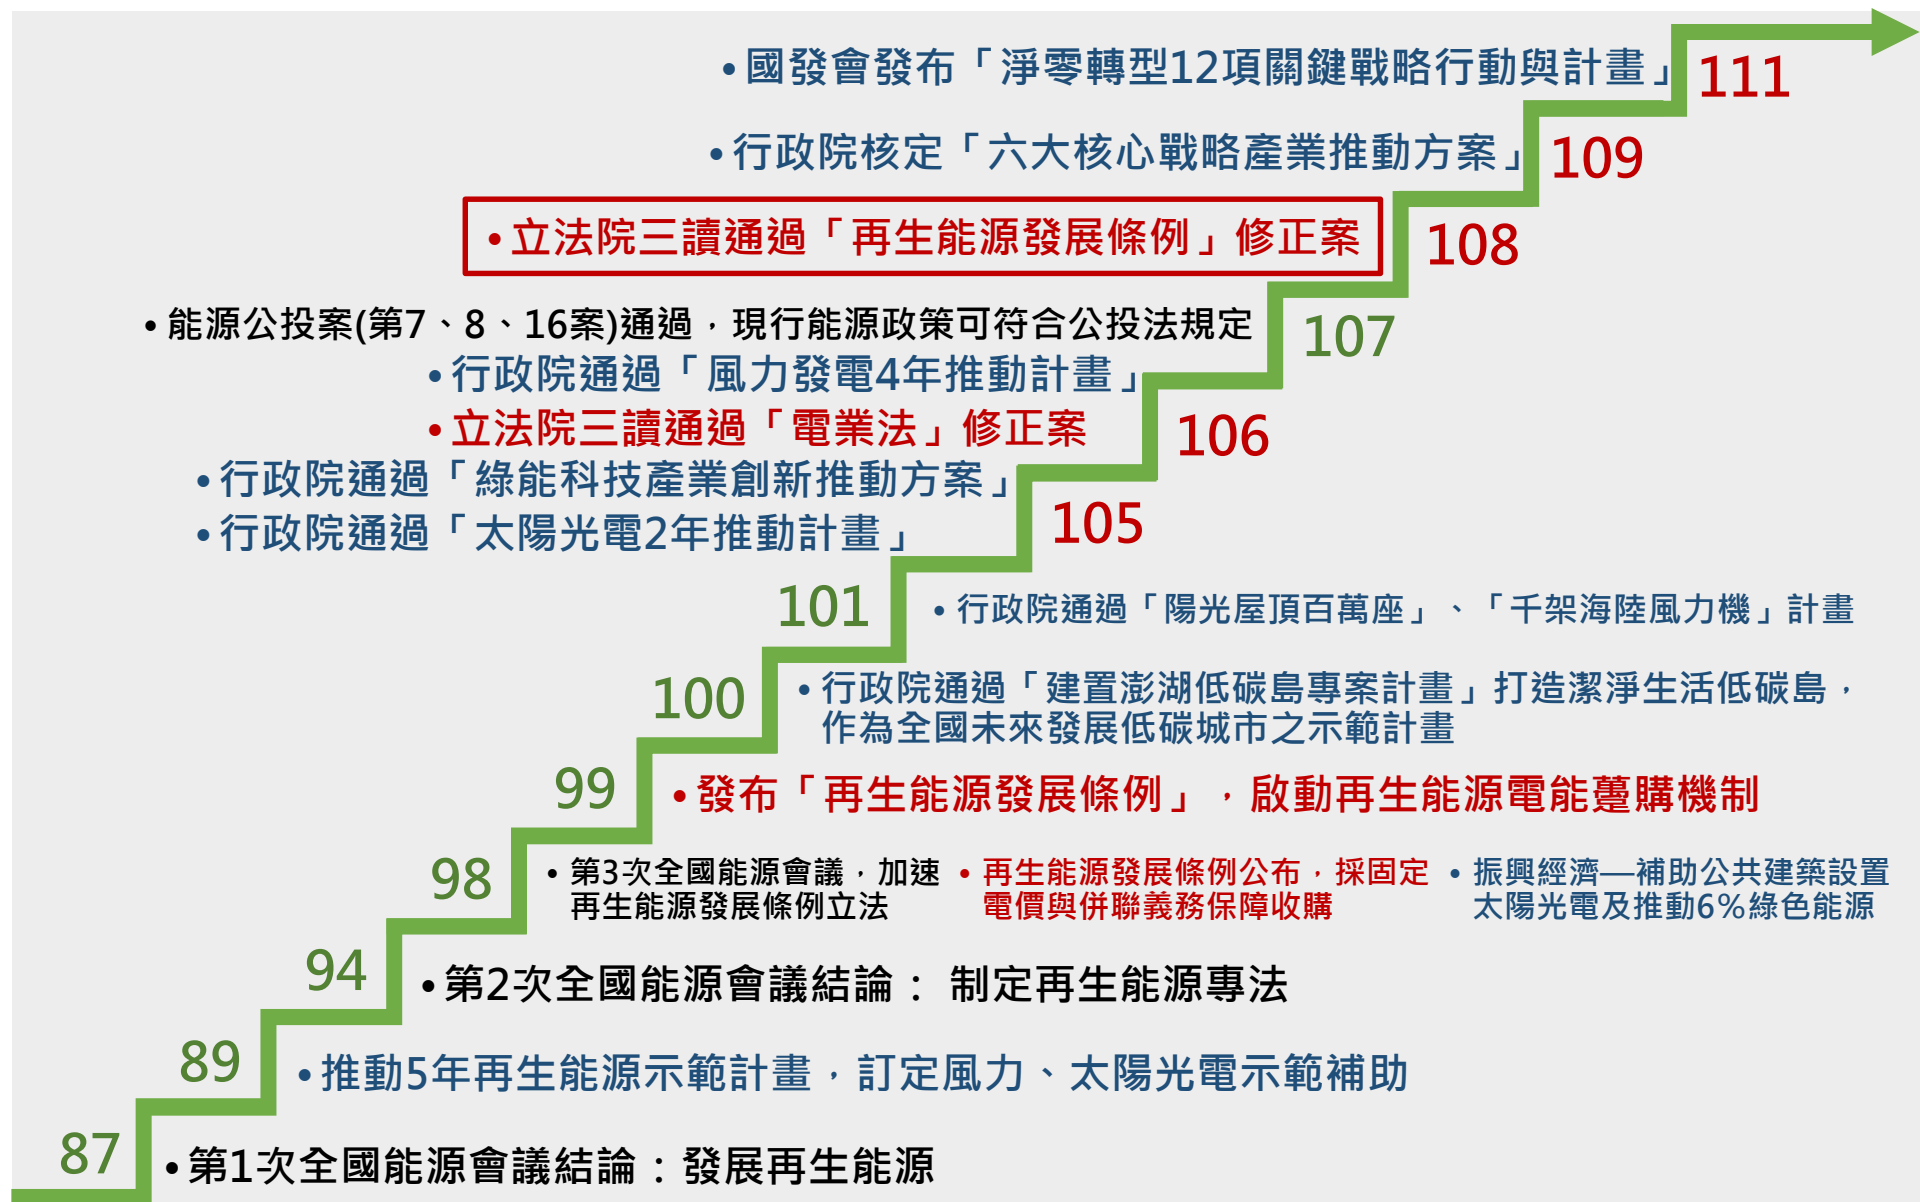 •國發會發布「淨零轉型12項關鍵戰略行動與計畫」
111
•行政院核定「六大核心戰略產業推動方案」
109
•立法院三讀通過「再生能源發展條例」修正案
108
•能源公投案(第7、8、16案)通過，現行能源政策可符合公投法規定
107
•行政院通過「風力發電4年推動計畫」
•立法院三讀通過「電業法」修正案
106
•行政院通過「綠能科技產業創新推動方案」
•行政院通過「太陽光電2年推動計畫」
105
101
•行政院通過「陽光屋頂百萬座」、「千架海陸風力機」計畫
100
•行政院通過「建置澎湖低碳島專案計畫」打造潔淨生活低碳島，
作為全國未來發展低碳城市之示範計畫
99
•發布「再生能源發展條例」，啟動再生能源電能躉購機制
98
•第3次全國能源會議，加速
再生能源發展條例立法
•再生能源發展條例公布，採固定
電價與併聯義務保障收購
•振興經濟—補助公共建築設置
太陽光電及推動6%綠色能源
94
•第2次全國能源會議結論： 制定再生能源專法
89
•推動5年再生能源示範計畫，訂定風力、太陽光電示範補助
87
•第1次全國能源會議結論：發展再生能源